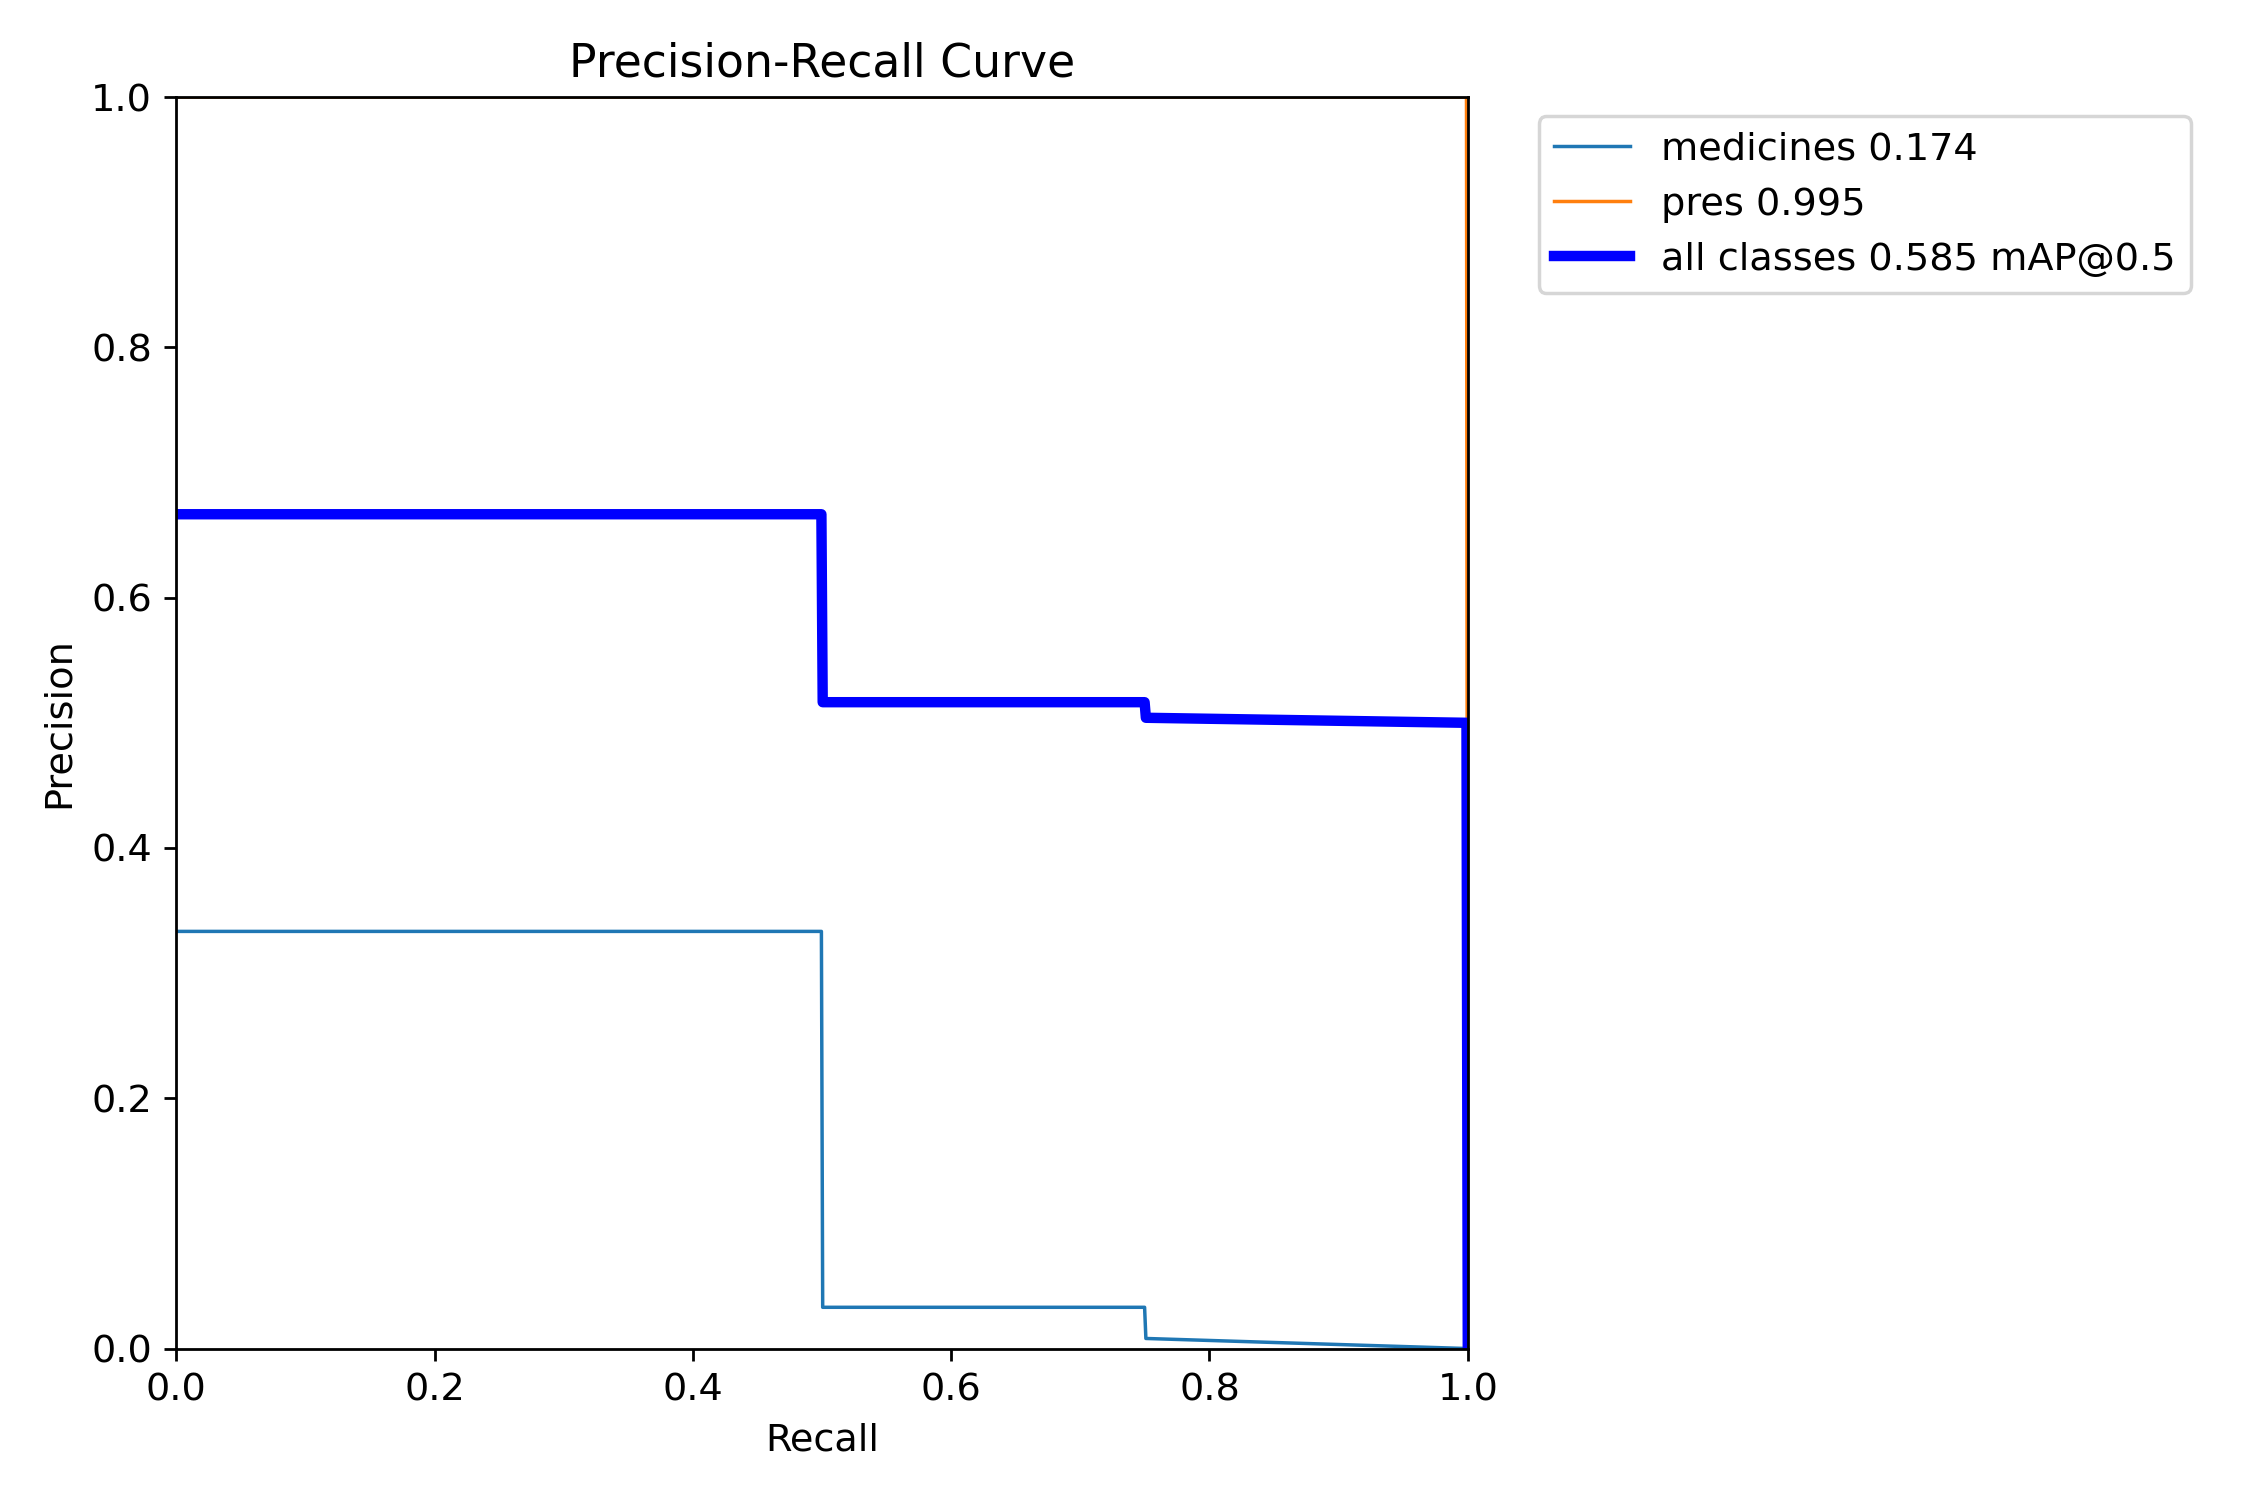 Precision-Recall Curve
1.0
0.8
0.6
0.4
0.2
0.0
Precision
0.0 0.2 0.4 0.6 0.8 1.0
Recall
medicines 0.174
pres 0.995
all classes 0.585 mAP@0.5